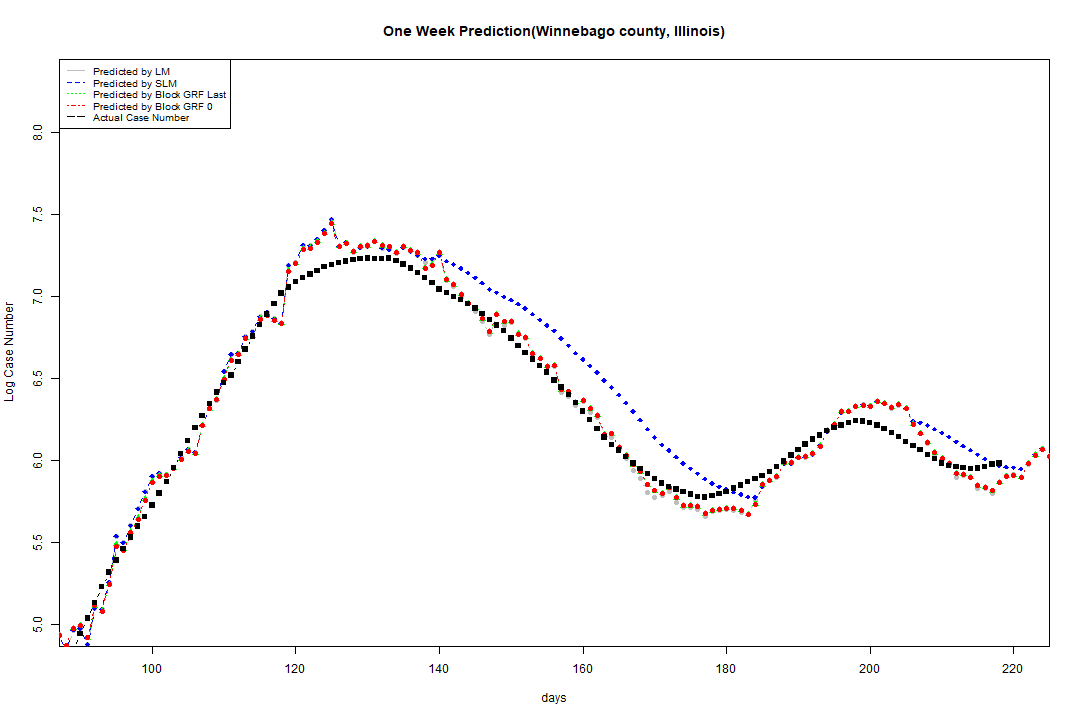 One Week Prediction(Winnebago county, Illinois)
Predicted by LM
Predicted by SLM
Predicted by Block GRF Last
Predicted by Block GRF 0
Actual Case Number
Log Case Number
8.0
7.5
7.0
6.5
6.0
5.5
5.0
100 120 140 160 180 200 220
days